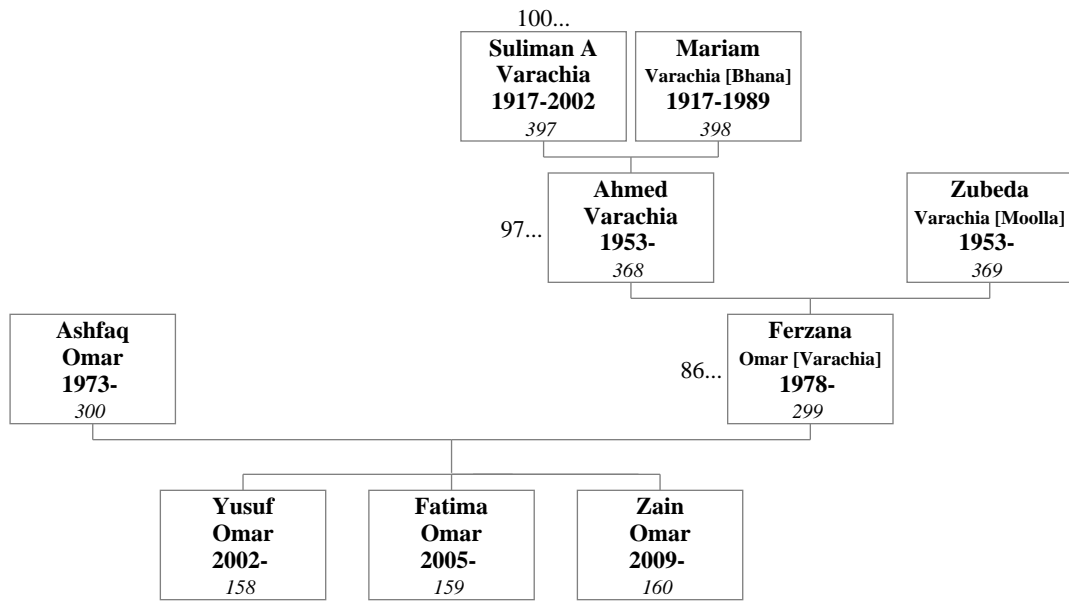 100...
Suliman A
Varachia
1917-2002
397
Mariam
Varachia [Bhana]
1917-1989
398
97...
Ahmed
Varachia
1953-
368
Zubeda
Varachia [Moolla]
1953-
369
Ashfaq
Omar
1973-
300
86...
Ferzana
Omar [Varachia]
1978-
299
Yusuf
Omar
2002-
158
Fatima
Omar
2005-
159
Zain
Omar
2009-
160